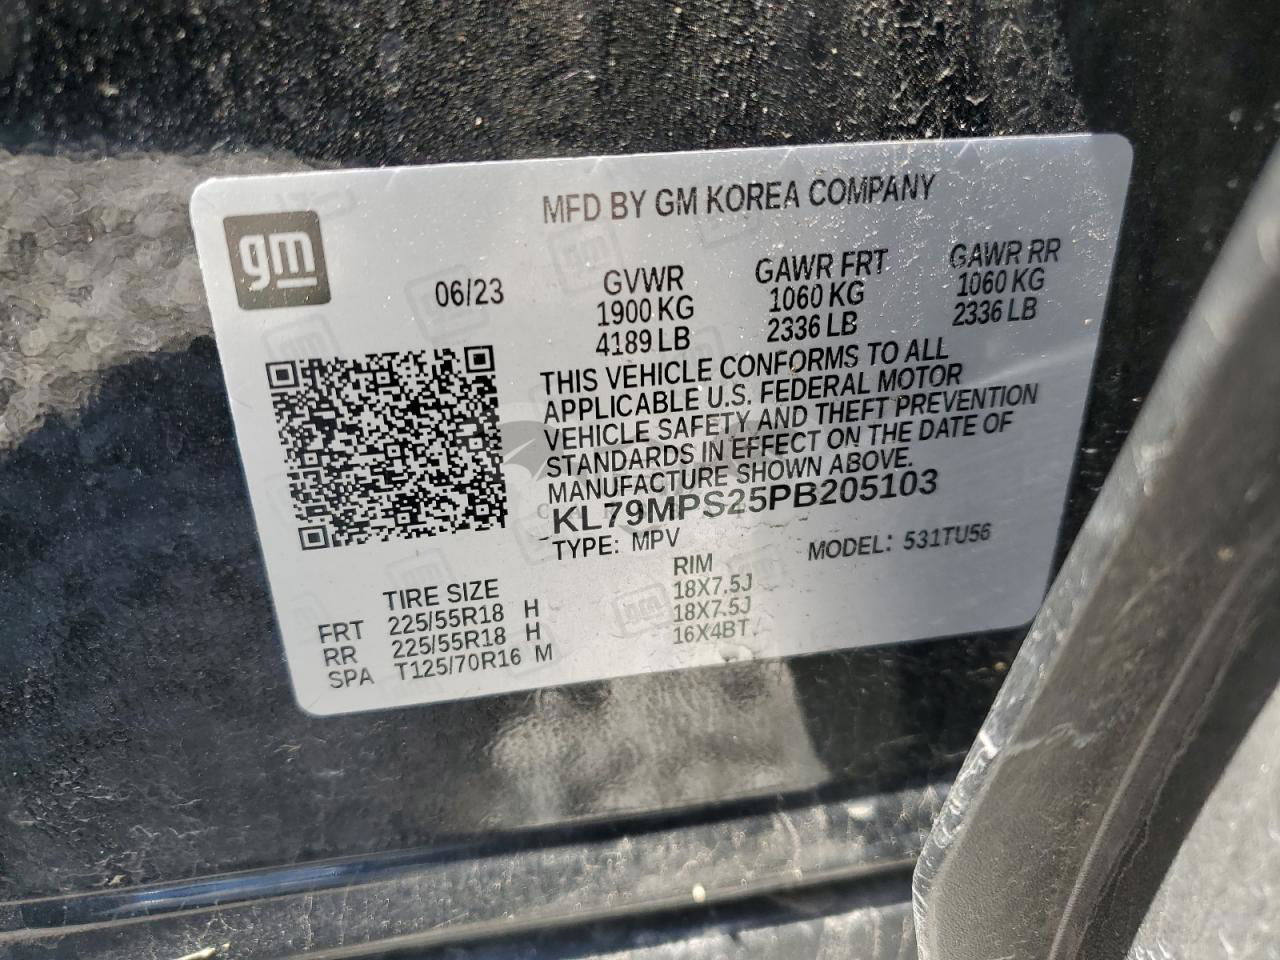 MFD BY GM KOREA COMPANY
gm
06/23
GVWR GAWR FRT GAWR RR
1900 KG 1060 KG 1060 KG
4189 LB 2336 LB 2336 LB
THIS VEHICLE CONFORMS TO ALL
APPLICABLE U.S. FEDERAL MOTOR
VEHICLE SAFETY AND THEFT PREVENTION
STANDARDS IN EFFECT ON THE DATE OF
MANUFACTURE SHOWN ABOVE.
KL79MPS25PB205103
TYPE: MPV MODEL: 531TU56
TIRE SIZE RIM
FRT 225/55R18 H 18X7.5J
RR 225/55R18 H 18X7.5J
SPA T125/70R16 M 16X4BT